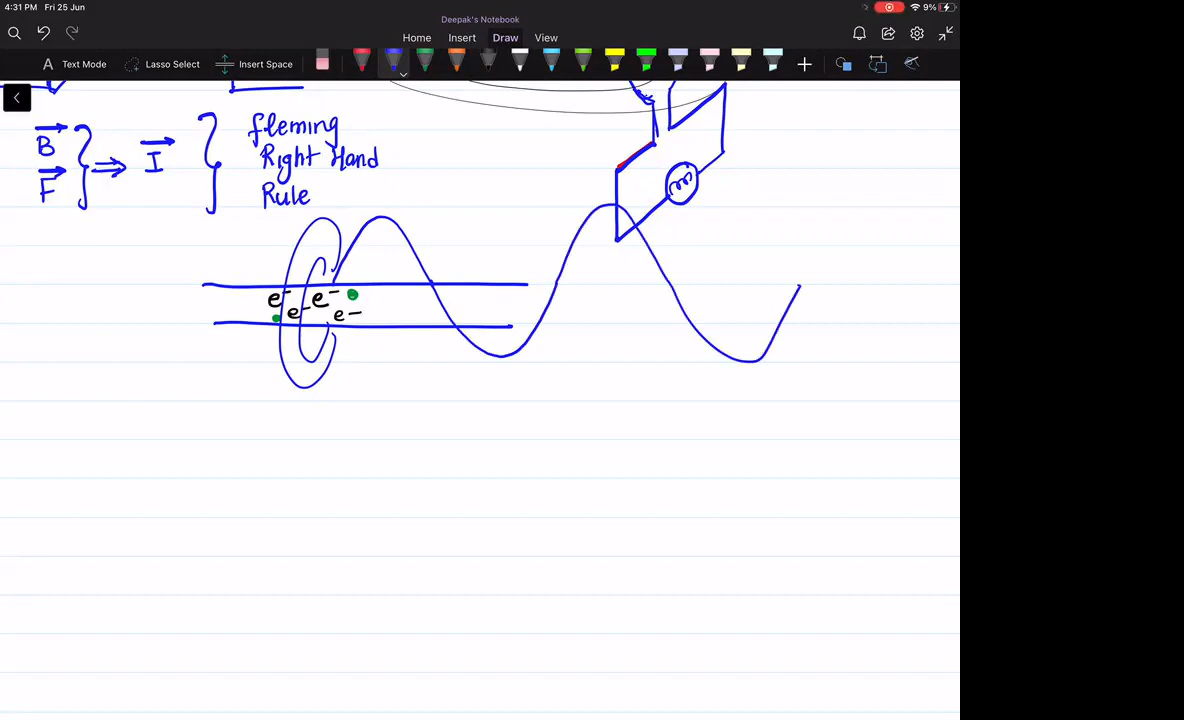 4:31 PM Fri 25 Jun
9%
Deepak's Notebook
Home Insert Draw View
A Text Mode Lasso Select Insert Space
B
F
I
fleming
Right Hand
Rule
e⁻ e⁻
e⁻ e⁻